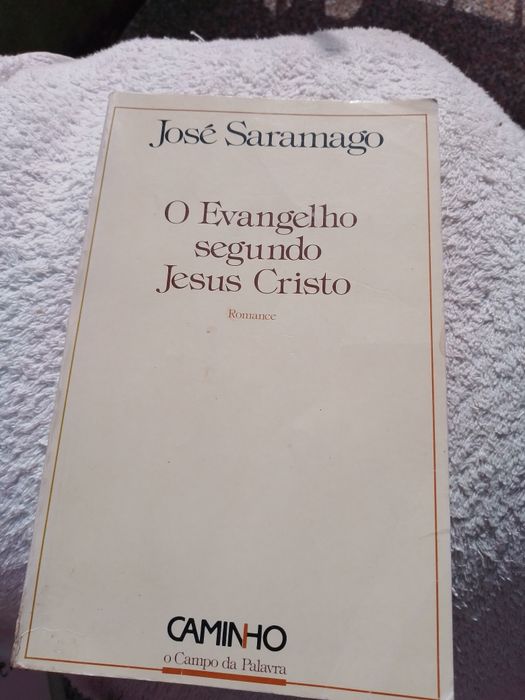 José Saramago
O Evangelho
segundo
Jesus Cristo
Romance
CAMINHO
o Campo da Palavra